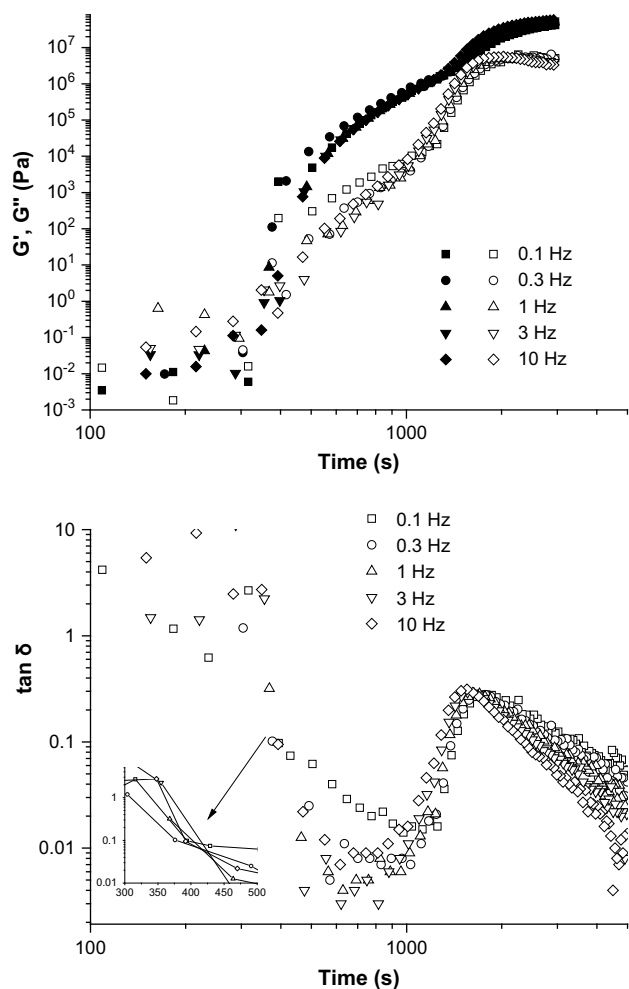 G', G'' (Pa)
10⁷
10⁶
10⁵
10⁴
10³
10²
10¹
10⁰
10⁻¹
10⁻²
10⁻³
0.1 Hz
0.3 Hz
1 Hz
3 Hz
10 Hz
100
1000
Time (s)
tan δ
10
1
0.1
0.01
0.1 Hz
0.3 Hz
1 Hz
3 Hz
10 Hz
1
0.1
0.01
300 350 400 450 500
100
1000
Time (s)